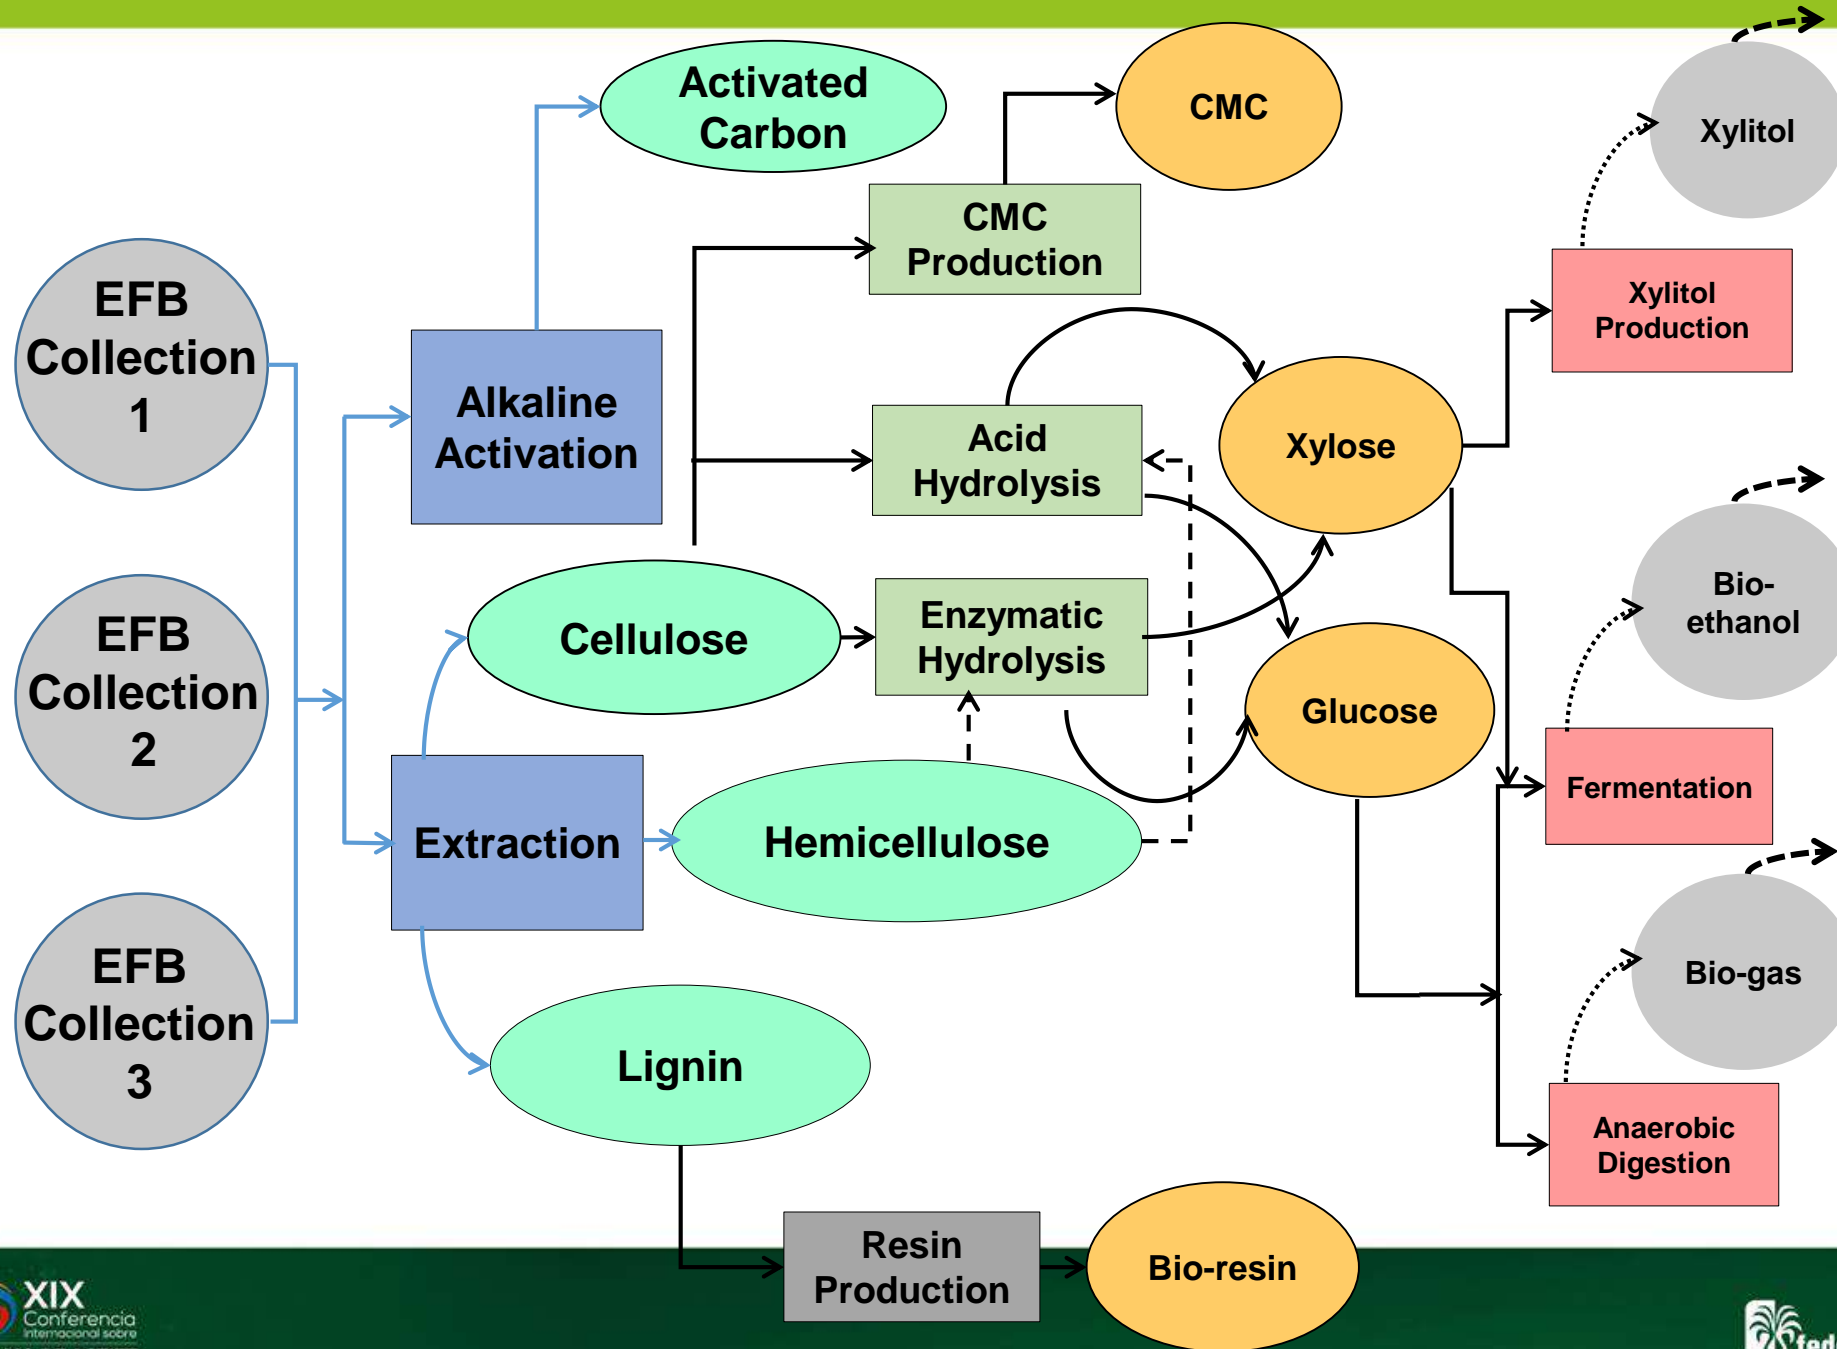 Activated
Carbon
CMC
Xylitol
CMC
Production
EFB
Collection
1
Xylitol
Production
Alkaline
Activation
Acid
Hydrolysis
Xylose
EFB
Collection
2
Cellulose
Enzymatic
Hydrolysis
Bio-
ethanol
Glucose
Extraction
Hemicellulose
Fermentation
EFB
Collection
3
Bio-gas
Lignin
Anaerobic
Digestion
Resin
Production
Bio-resin
XIX
Conferencia
Internacional sobre